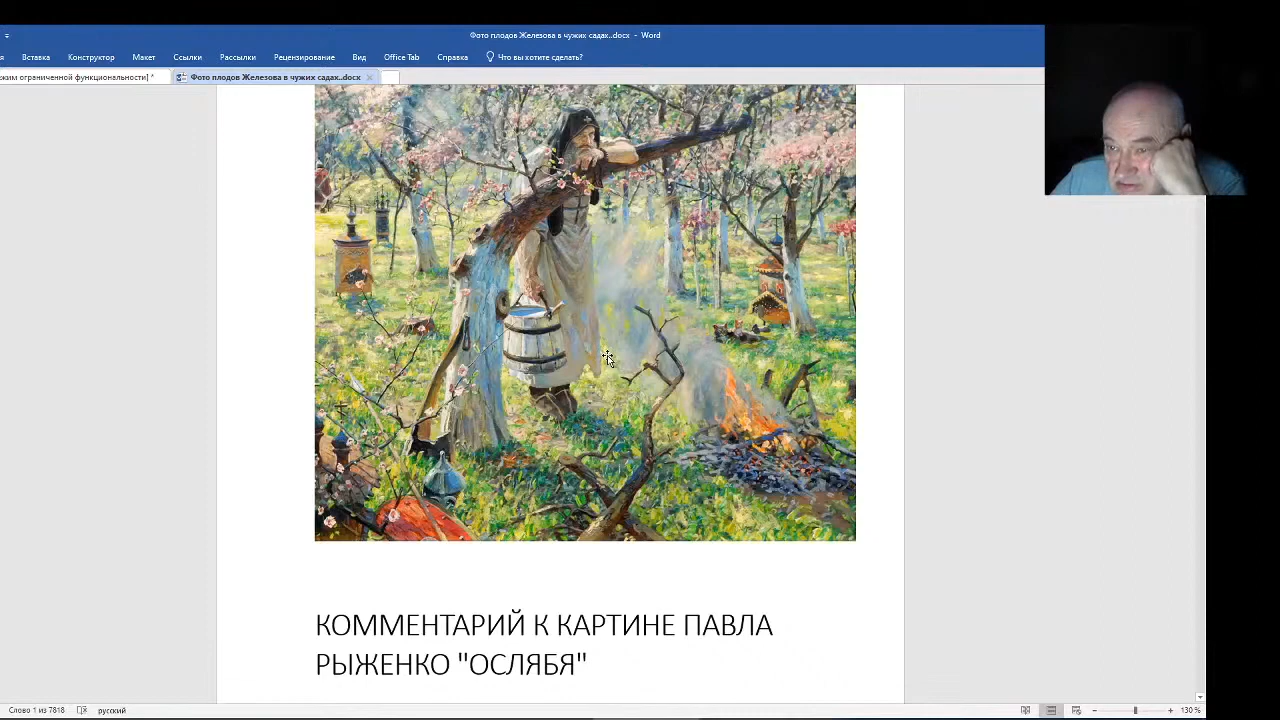 Фото плодов Железова в чужих садах..docx - Word
Вставка Конструктор Макет Ссылки Рассылки Рецензирование Вид Office Tab Справка Что вы хотите сделать?
ограниченной функциональности] * Фото плодов Железова в чужих садах..docx
КОММЕНТАРИЙ К КАРТИНЕ ПАВЛА
РЫЖЕНКО "ОСЛЯБЯ"
Слово 1 из 7818 русский 130 %